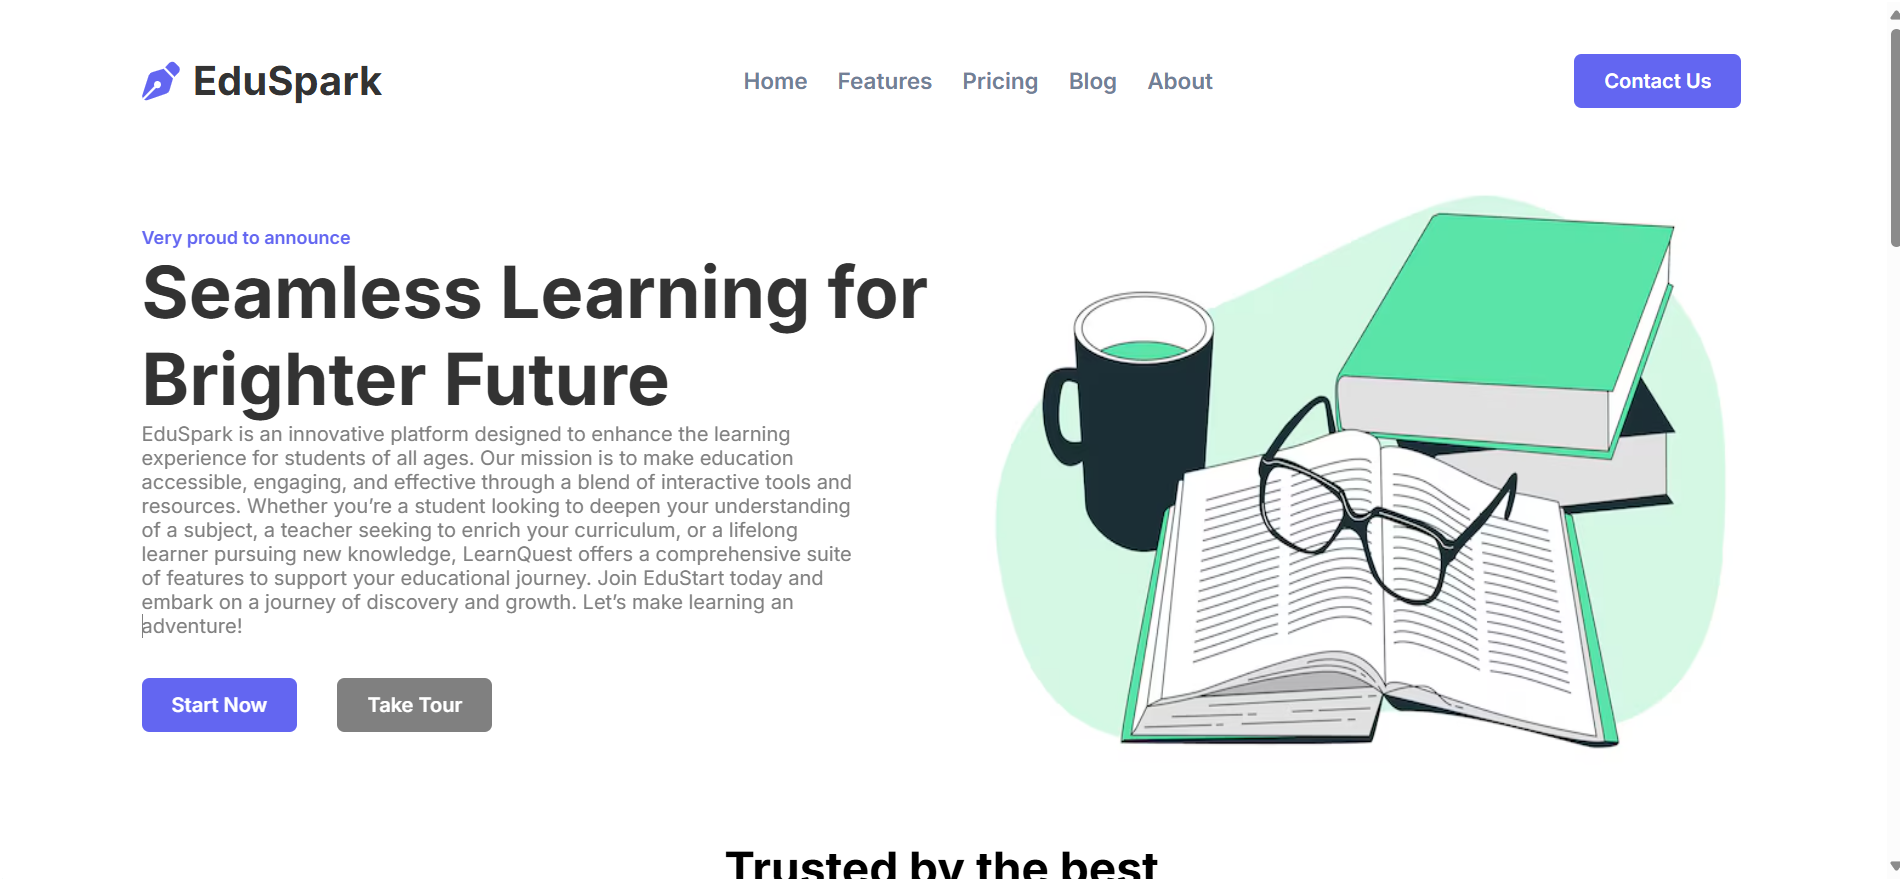 EduSpark
Home Features Pricing Blog About
Contact Us
Very proud to announce
Seamless Learning for
Brighter Future
EduSpark is an innovative platform designed to enhance the learning
experience for students of all ages. Our mission is to make education
accessible, engaging, and effective through a blend of interactive tools and
resources. Whether you’re a student looking to deepen your understanding
of a subject, a teacher seeking to enrich your curriculum, or a lifelong
learner pursuing new knowledge, LearnQuest offers a comprehensive suite
of features to support your educational journey. Join EduStart today and
embark on a journey of discovery and growth. Let’s make learning an
adventure!
Start Now
Take Tour
Trusted by the best